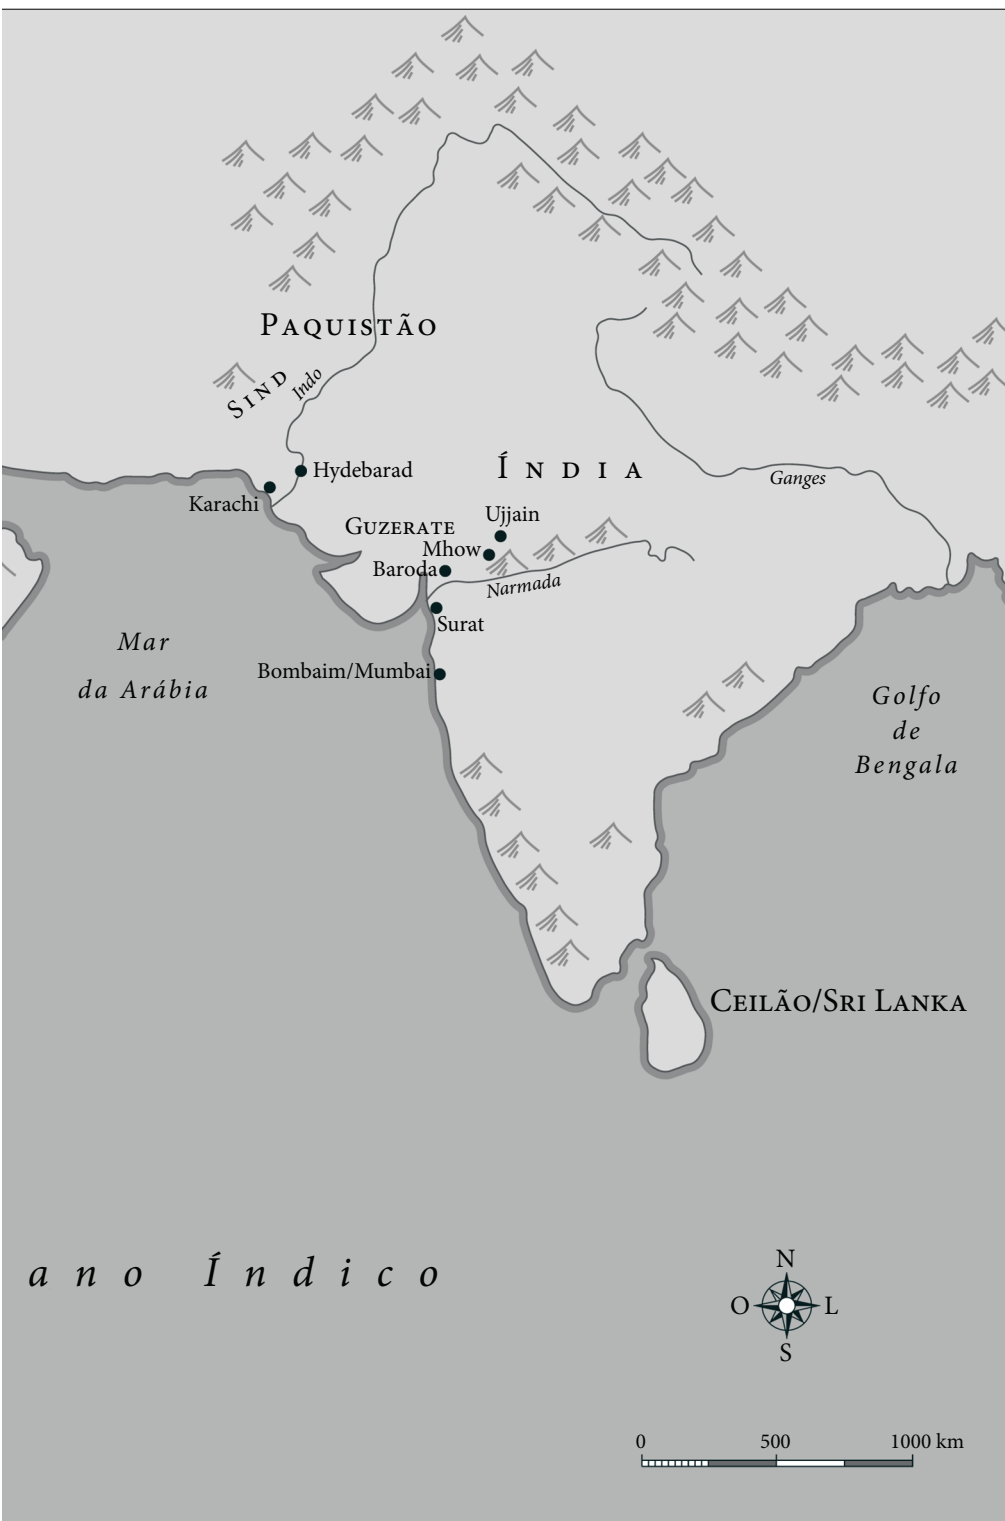 PAQUISTÃO
SIND
Indo
Hydebarad
ÍNDIA
Karachi
Ganges
GUZERATE
Ujjain
Mhow
Baroda
Narmada
Surat
Mar
da Arábia
Bombaim/Mumbai
Golfo
de
Bengala
CEILÃO/SRI LANKA
ano Índico
N
O L
S
0 500 1000 km